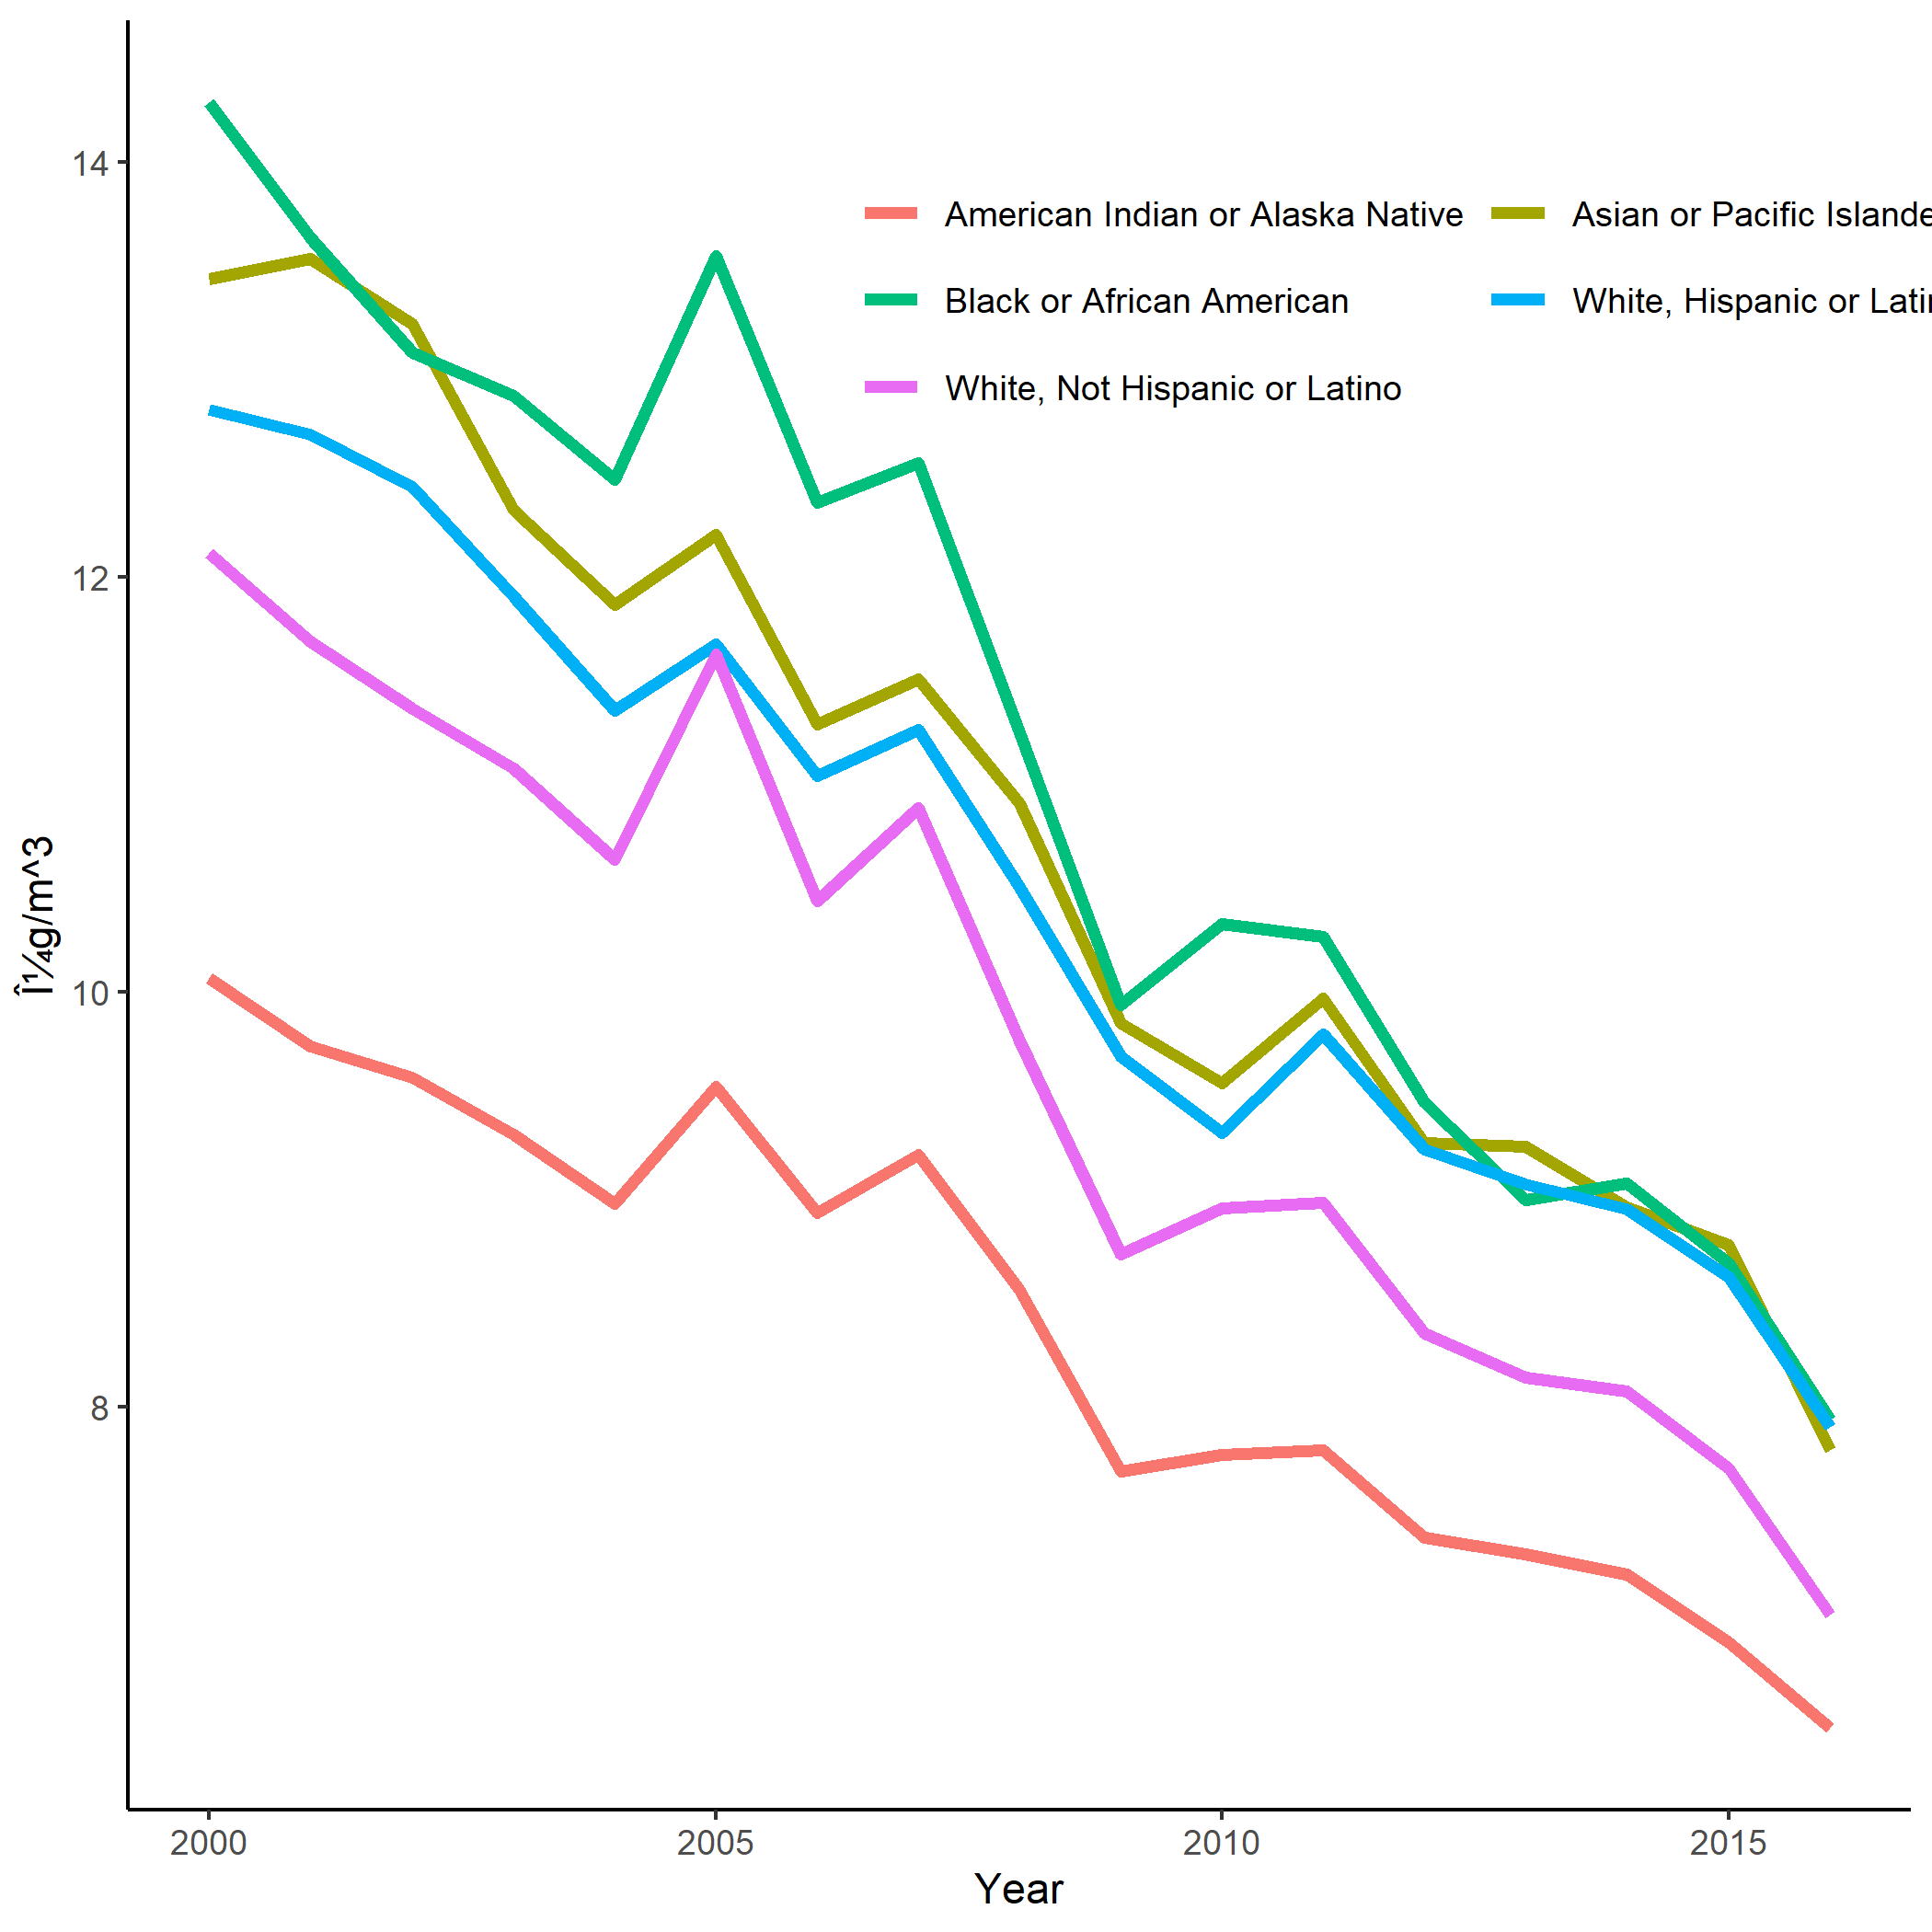 14
12
10
8
Î¼g/m^3
American Indian or Alaska Native
Asian or Pacific Islande
Black or African American
White, Hispanic or Lati
White, Not Hispanic or Latino
2000
2005
2010
2015
Year